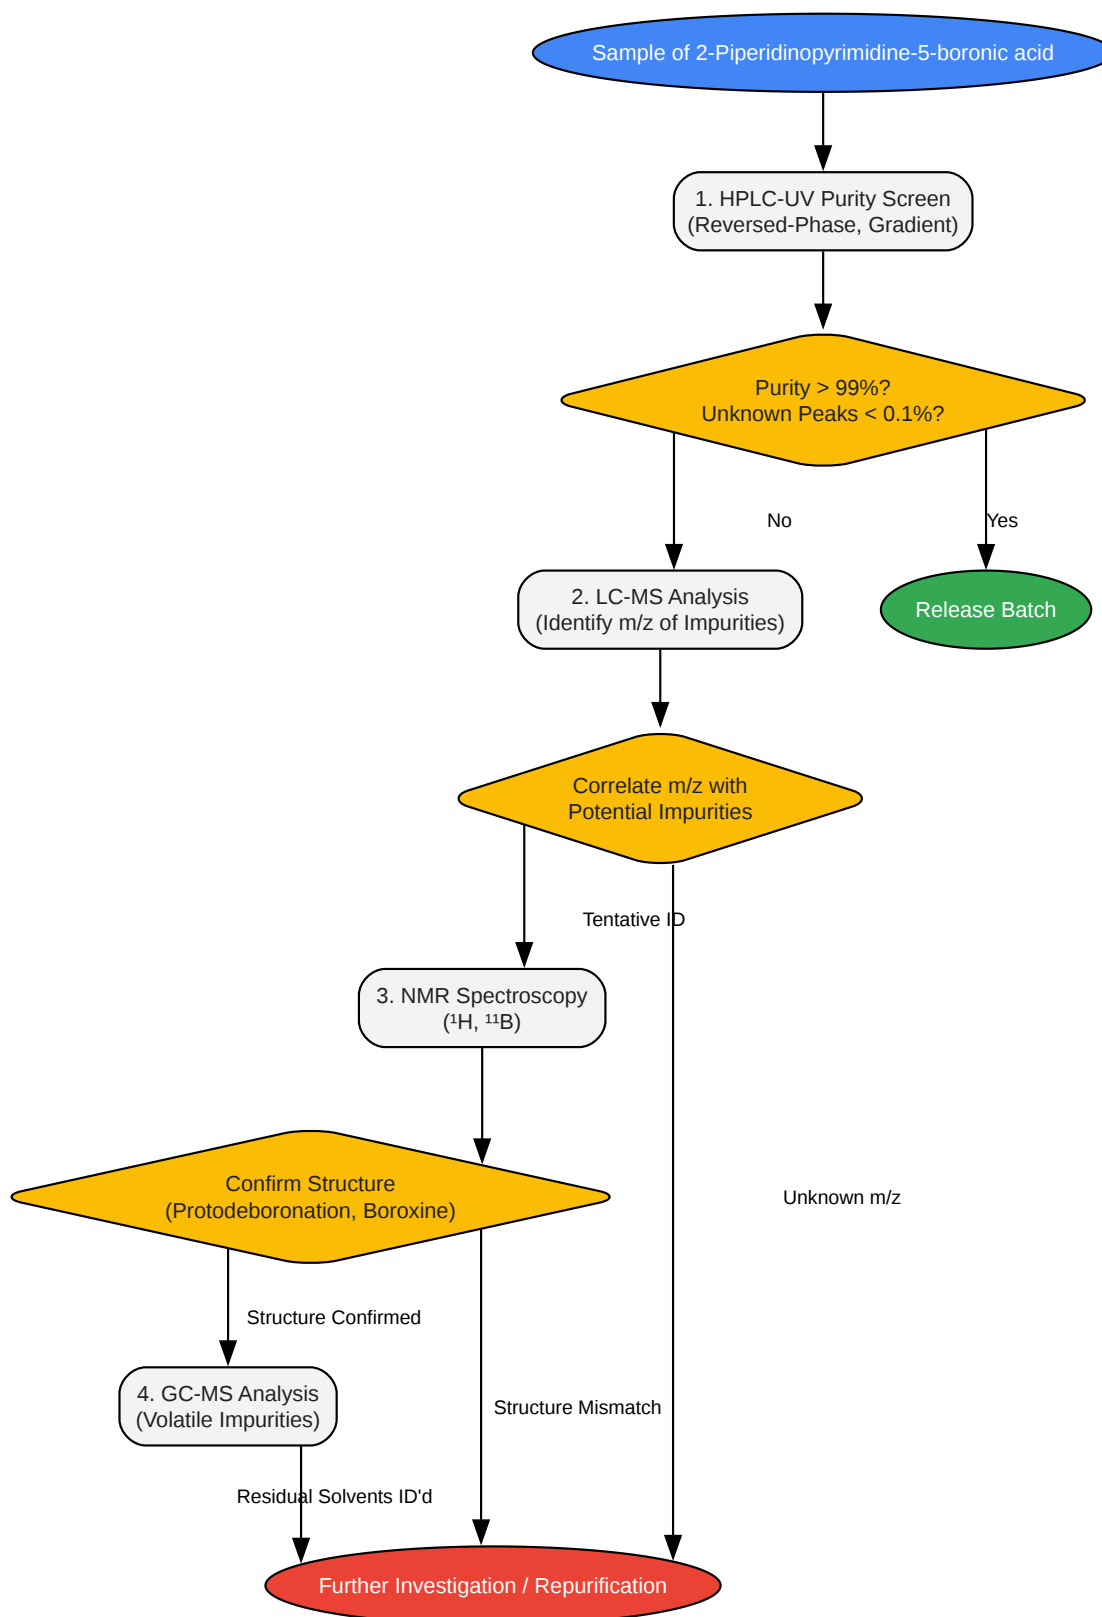 Sample of 2-Piperidinopyrimidine-5-boronic acid
1. HPLC-UV Purity Screen
(Reversed-Phase, Gradient)
Purity > 99%?
Unknown Peaks < 0.1%?
No
Yes
2. LC-MS Analysis
(Identify m/z of Impurities)
Release Batch
Correlate m/z with
Potential Impurities
Tentative ID
3. NMR Spectroscopy
(¹H, ¹¹B)
Confirm Structure
(Protodeboronation, Boroxine)
Unknown m/z
Structure Confirmed
4. GC-MS Analysis
(Volatile Impurities)
Structure Mismatch
Residual Solvents ID'd
Further Investigation / Repurification